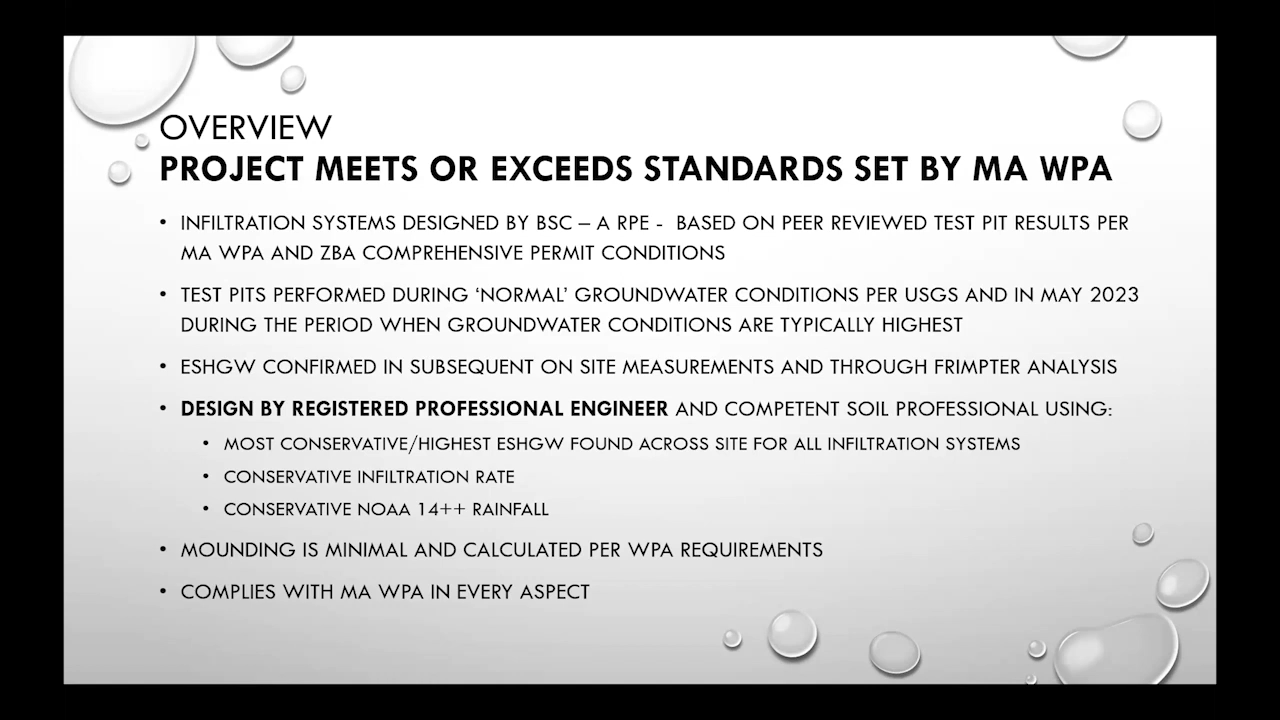 OVERVIEW
PROJECT MEETS OR EXCEEDS STANDARDS SET BY MA WPA
• INFILTRATION SYSTEMS DESIGNED BY BSC – A RPE - BASED ON PEER REVIEWED TEST PIT RESULTS PER
MA WPA AND ZBA COMPREHENSIVE PERMIT CONDITIONS
• TEST PITS PERFORMED DURING ‘NORMAL’ GROUNDWATER CONDITIONS PER USGS AND IN MAY 2023
DURING THE PERIOD WHEN GROUNDWATER CONDITIONS ARE TYPICALLY HIGHEST
• ESHGW CONFIRMED IN SUBSEQUENT ON SITE MEASUREMENTS AND THROUGH FRIMPTER ANALYSIS
• DESIGN BY REGISTERED PROFESSIONAL ENGINEER AND COMPETENT SOIL PROFESSIONAL USING:
• MOST CONSERVATIVE/HIGHEST ESHGW FOUND ACROSS SITE FOR ALL INFILTRATION SYSTEMS
• CONSERVATIVE INFILTRATION RATE
• CONSERVATIVE NOAA 14++ RAINFALL
• MOUNDING IS MINIMAL AND CALCULATED PER WPA REQUIREMENTS
• COMPLIES WITH MA WPA IN EVERY ASPECT